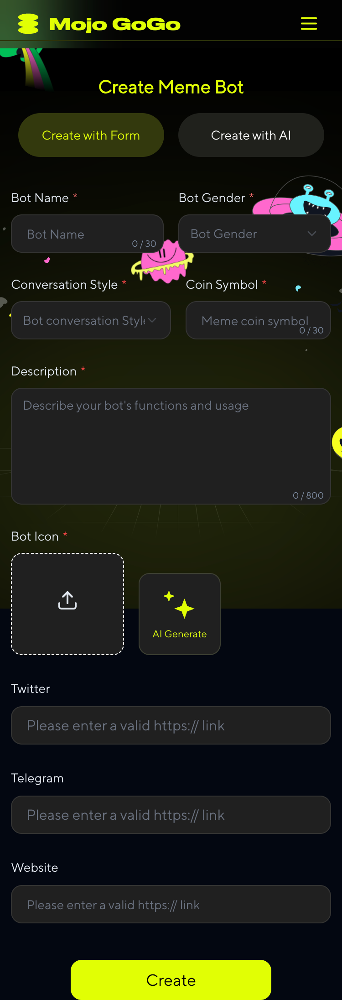 Mojo GoGo
Create Meme Bot
Create with Form
Create with AI
Bot Name *
Bot Gender *
Bot Name
0 / 30
Bot Gender
Conversation Style *
Coin Symbol *
Bot conversation Style
Meme coin symbol
0 / 30
Description *
Describe your bot's functions and usage
0 / 800
Bot Icon *
AI Generate
Twitter
Please enter a valid https:// link
Telegram
Please enter a valid https:// link
Website
Please enter a valid https:// link
Create